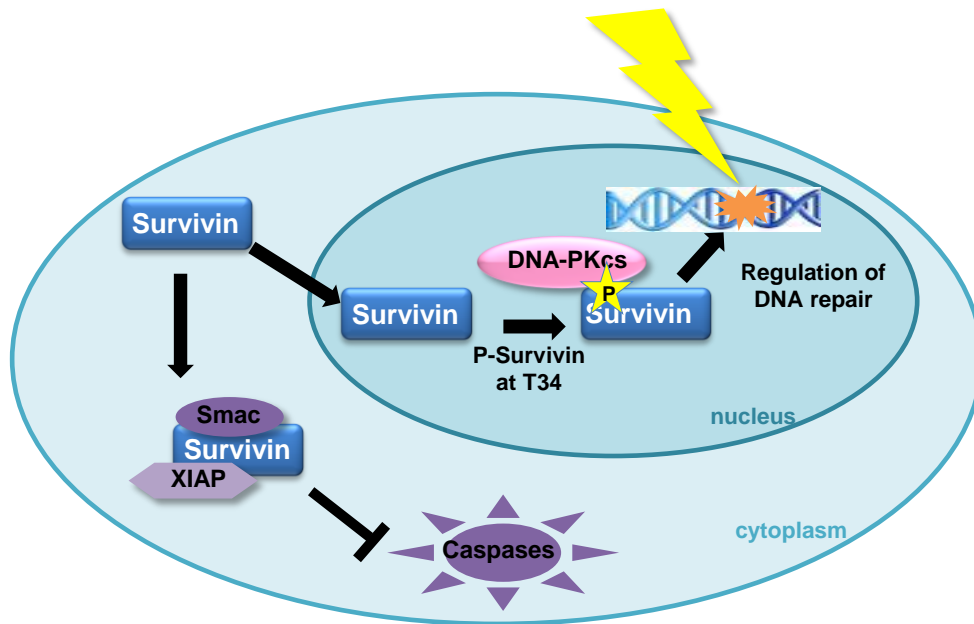 Survivin
DNA-PKcs
P
Survivin
Survivin
Regulation of
DNA repair
P-Survivin
at T34
nucleus
Smac
Survivin
XIAP
cytoplasm
Caspases